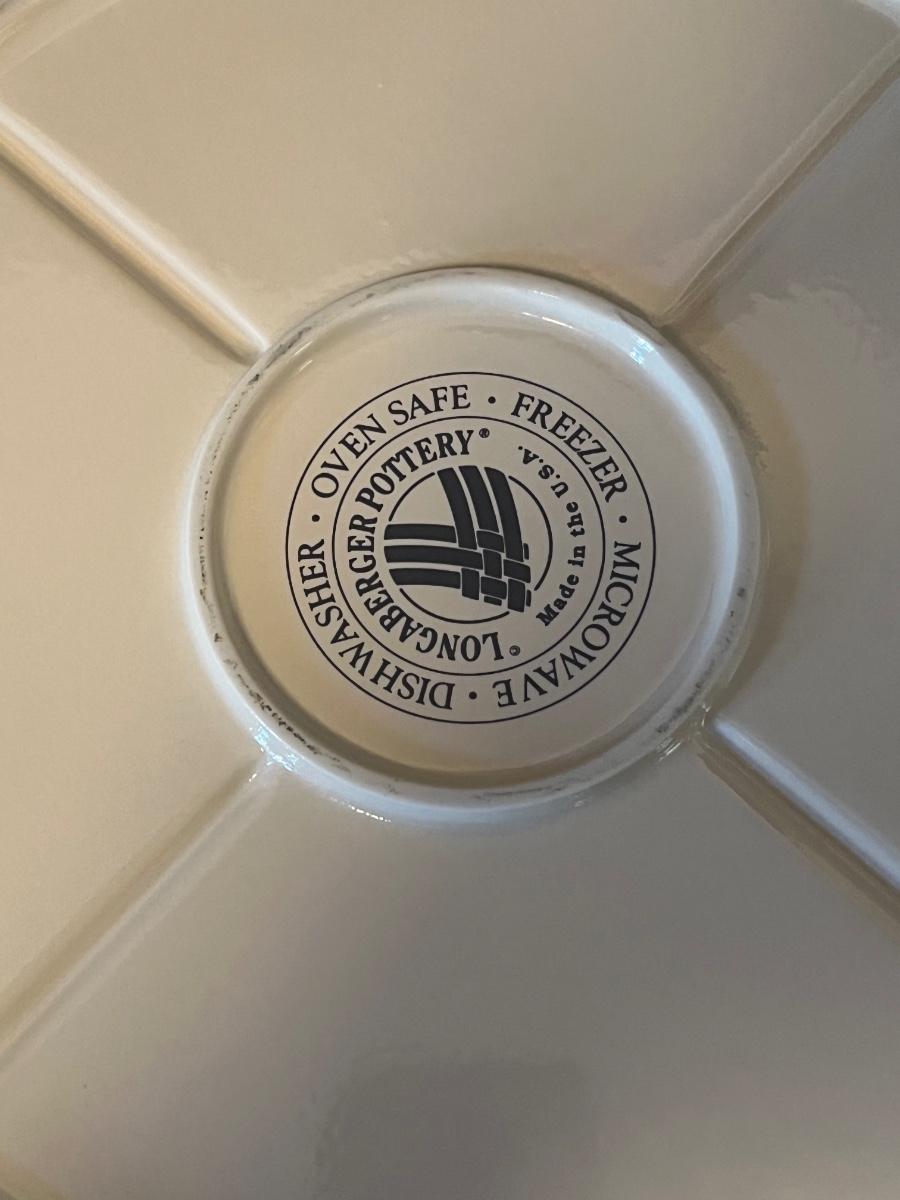 OVEN SAFE • FREEZER • MICROWAVE • DISHWASHER •
LONGABERGER POTTERY®
Made in the U.S.A.
©